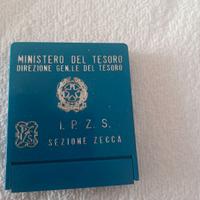 MINISTERO DEL TESORO
DIREZIONE GEN.LE DEL TESORO
I. P. Z. S.
SEZIONE ZECCA